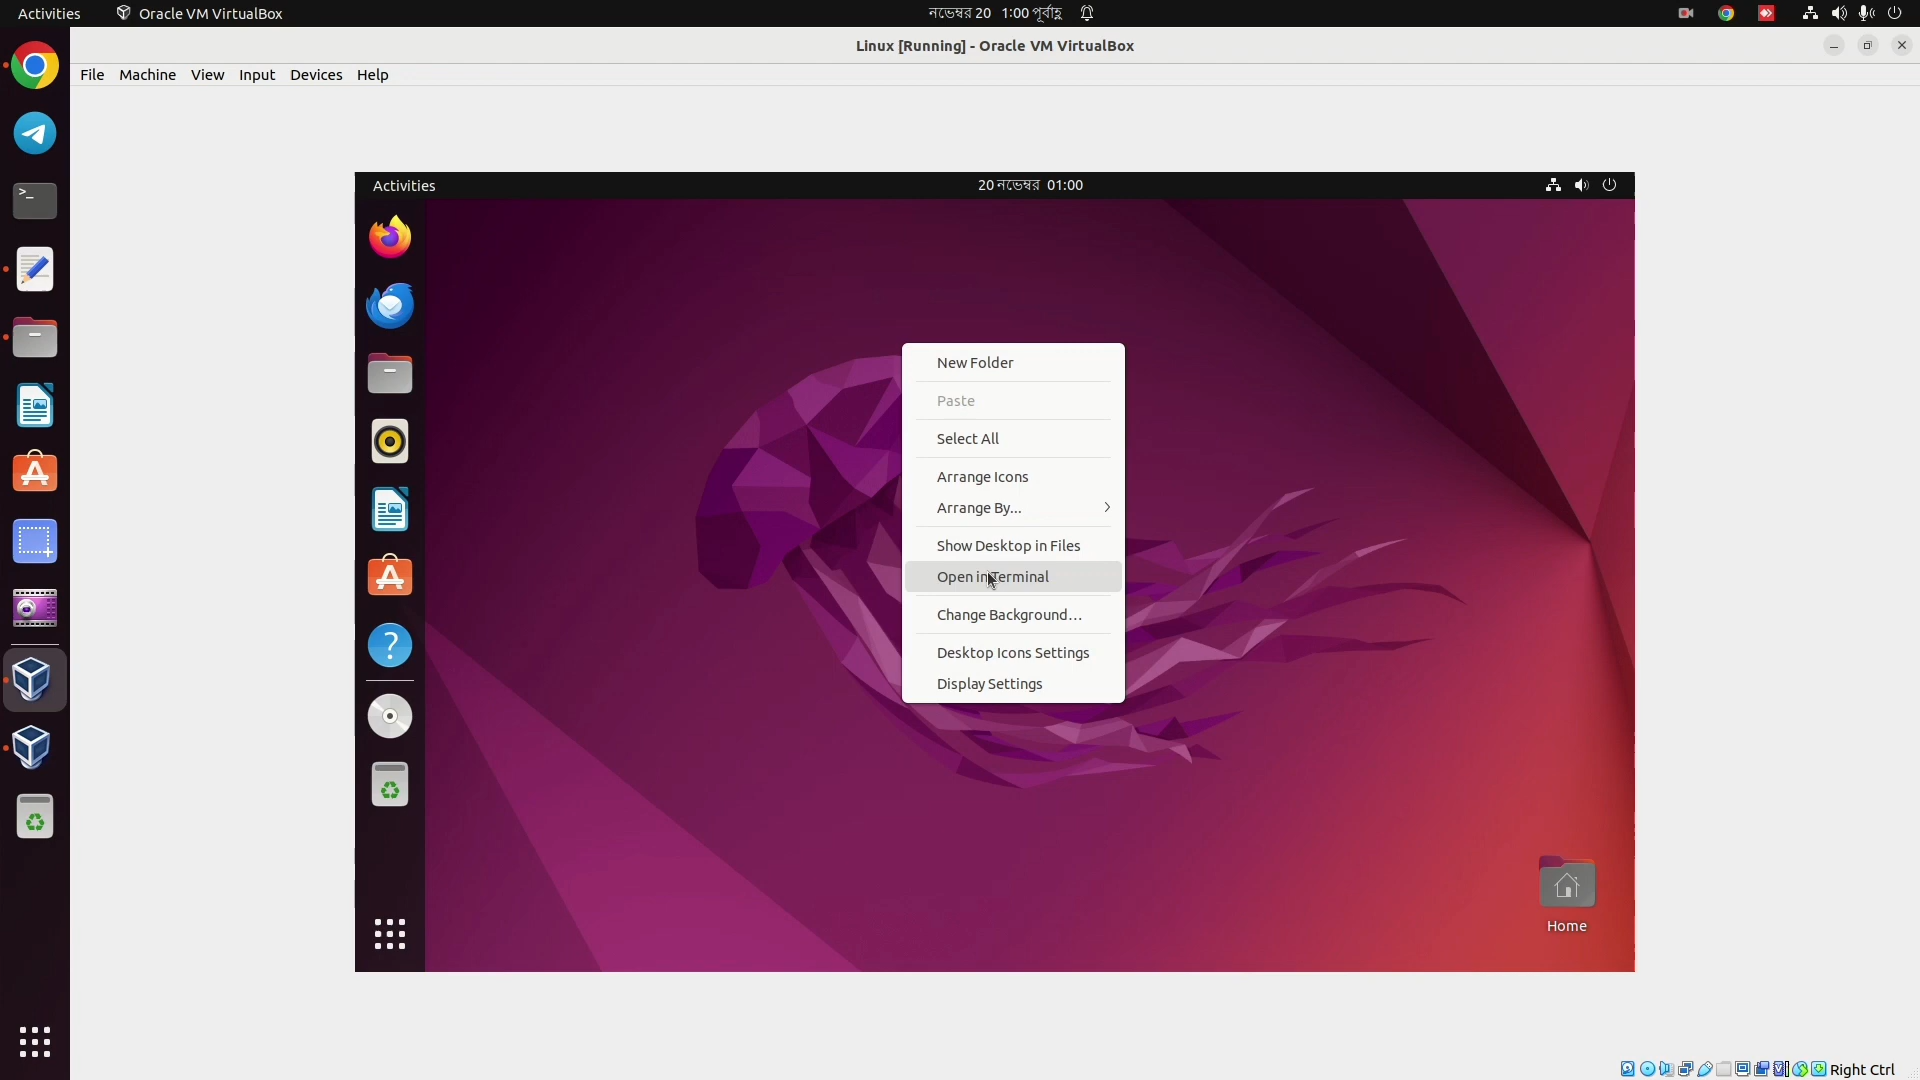 Activities Oracle VM VirtualBox নভেম্বর 20 1:00 পূর্বাহ্ণ
Linux [Running] - Oracle VM VirtualBox
File Machine View Input Devices Help
Activities 20 নভেম্বর 01:00
New Folder
Paste
Select All
Arrange Icons
Arrange By...
Show Desktop in Files
Open in Terminal
Change Background…
Desktop Icons Settings
Display Settings
Home
Right Ctrl